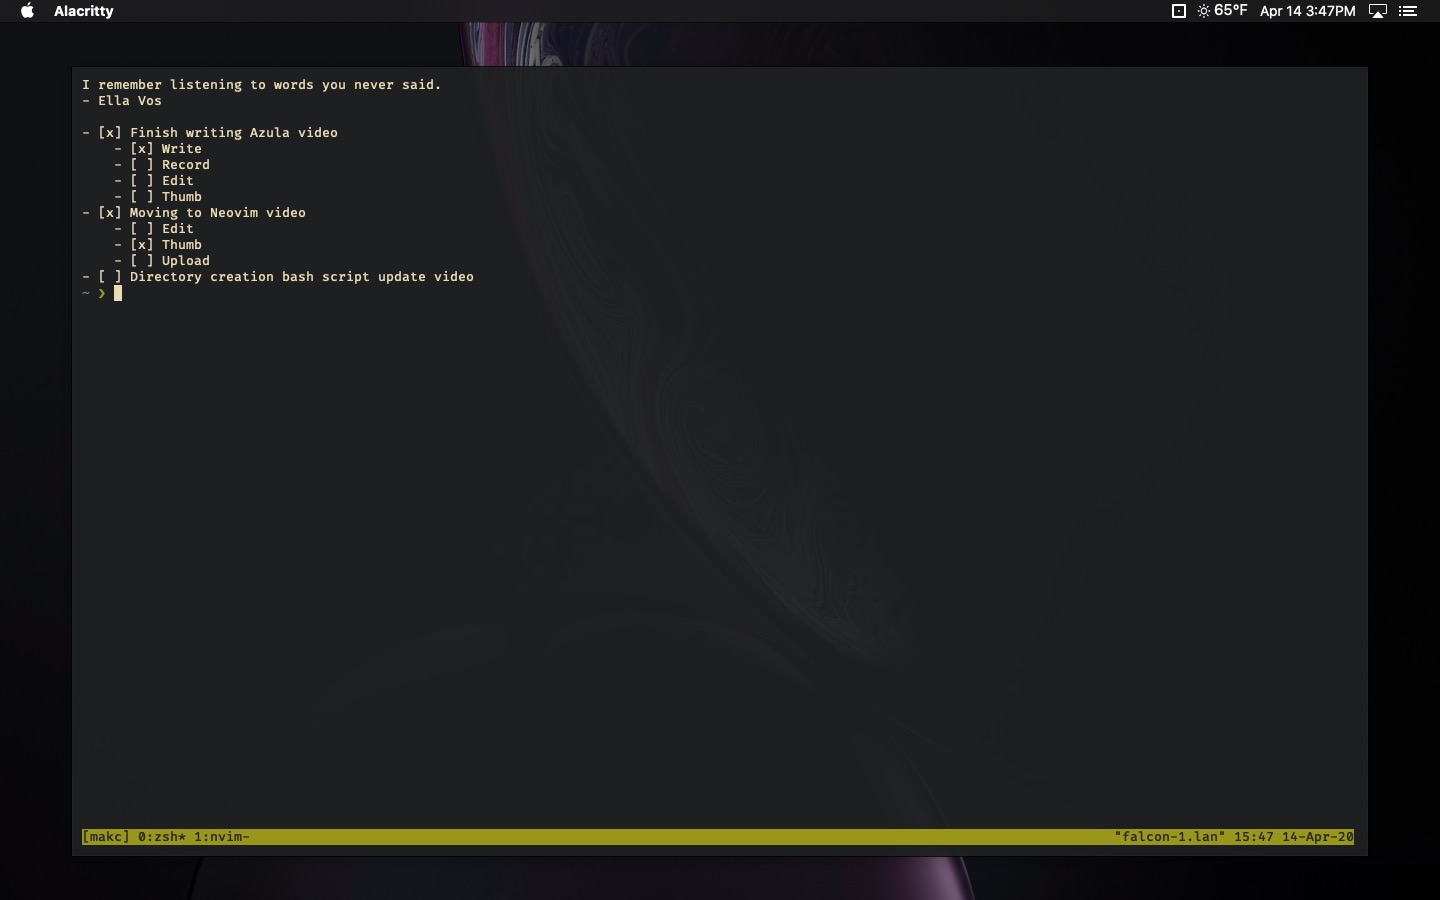 Alacritty
65°F Apr 14 3:47PM
I remember listening to words you never said.
- Ella Vos
- [x] Finish writing Azula video
- [x] Write
- [ ] Record
- [ ] Edit
- [ ] Thumb
- [x] Moving to Neovim video
- [ ] Edit
- [x] Thumb
- [ ] Upload
- [ ] Directory creation bash script update video
~ ❯
[makc] 0:zsh* 1:nvim-
"falcon-1.lan" 15:47 14-Apr-20